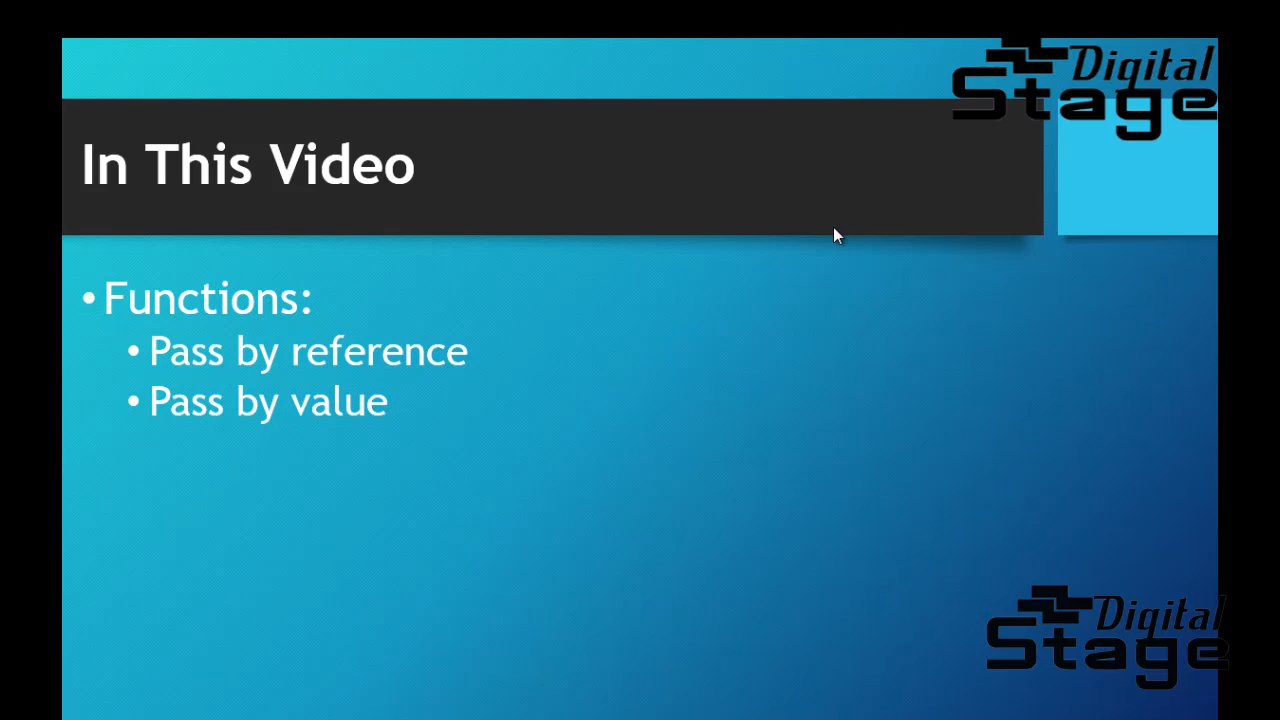 Digital
Stage
In This Video
• Functions:
• Pass by reference
• Pass by value
Digital
Stage